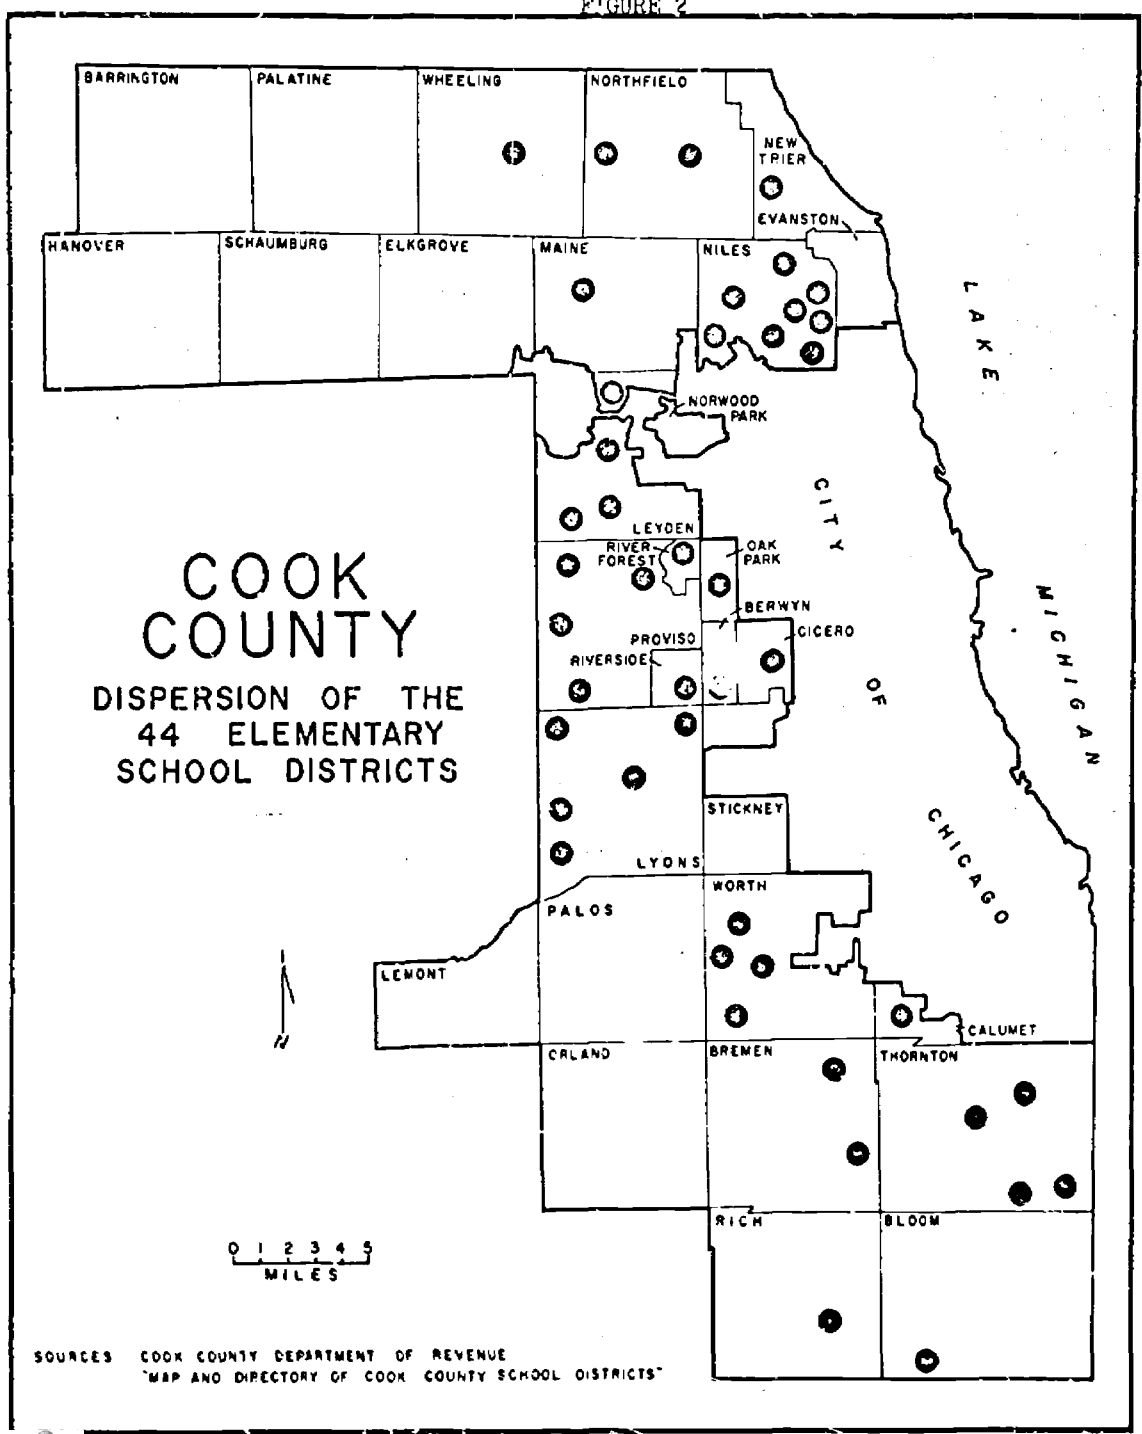 FIGURE 2
BARRINGTON
PALATINE
WHEELING
NORTHFIELD
NEW
TRIER
EVANSTON
HANOVER
SCHAUMBURG
ELKGROVE
MAINE
NILES
LAKE
NORWOOD
PARK
CITY
LEYDEN
RIVER
FOREST
OAK
PARK
COOK
COUNTY
MICHIGAN
BERWYN
CICERO
PROVISO
RIVERSIDE
OF
DISPERSION OF THE
44 ELEMENTARY
SCHOOL DISTRICTS
STICKNEY
CHICAGO
LYONS
WORTH
PALOS
LEMONT
N
CALUMET
ORLAND
BREMEN
THORNTON
RICH
BLOOM
0 1 2 3 4 5
MILES
SOURCES COOK COUNTY DEPARTMENT OF REVENUE
"MAP AND DIRECTORY OF COOK COUNTY SCHOOL DISTRICTS"